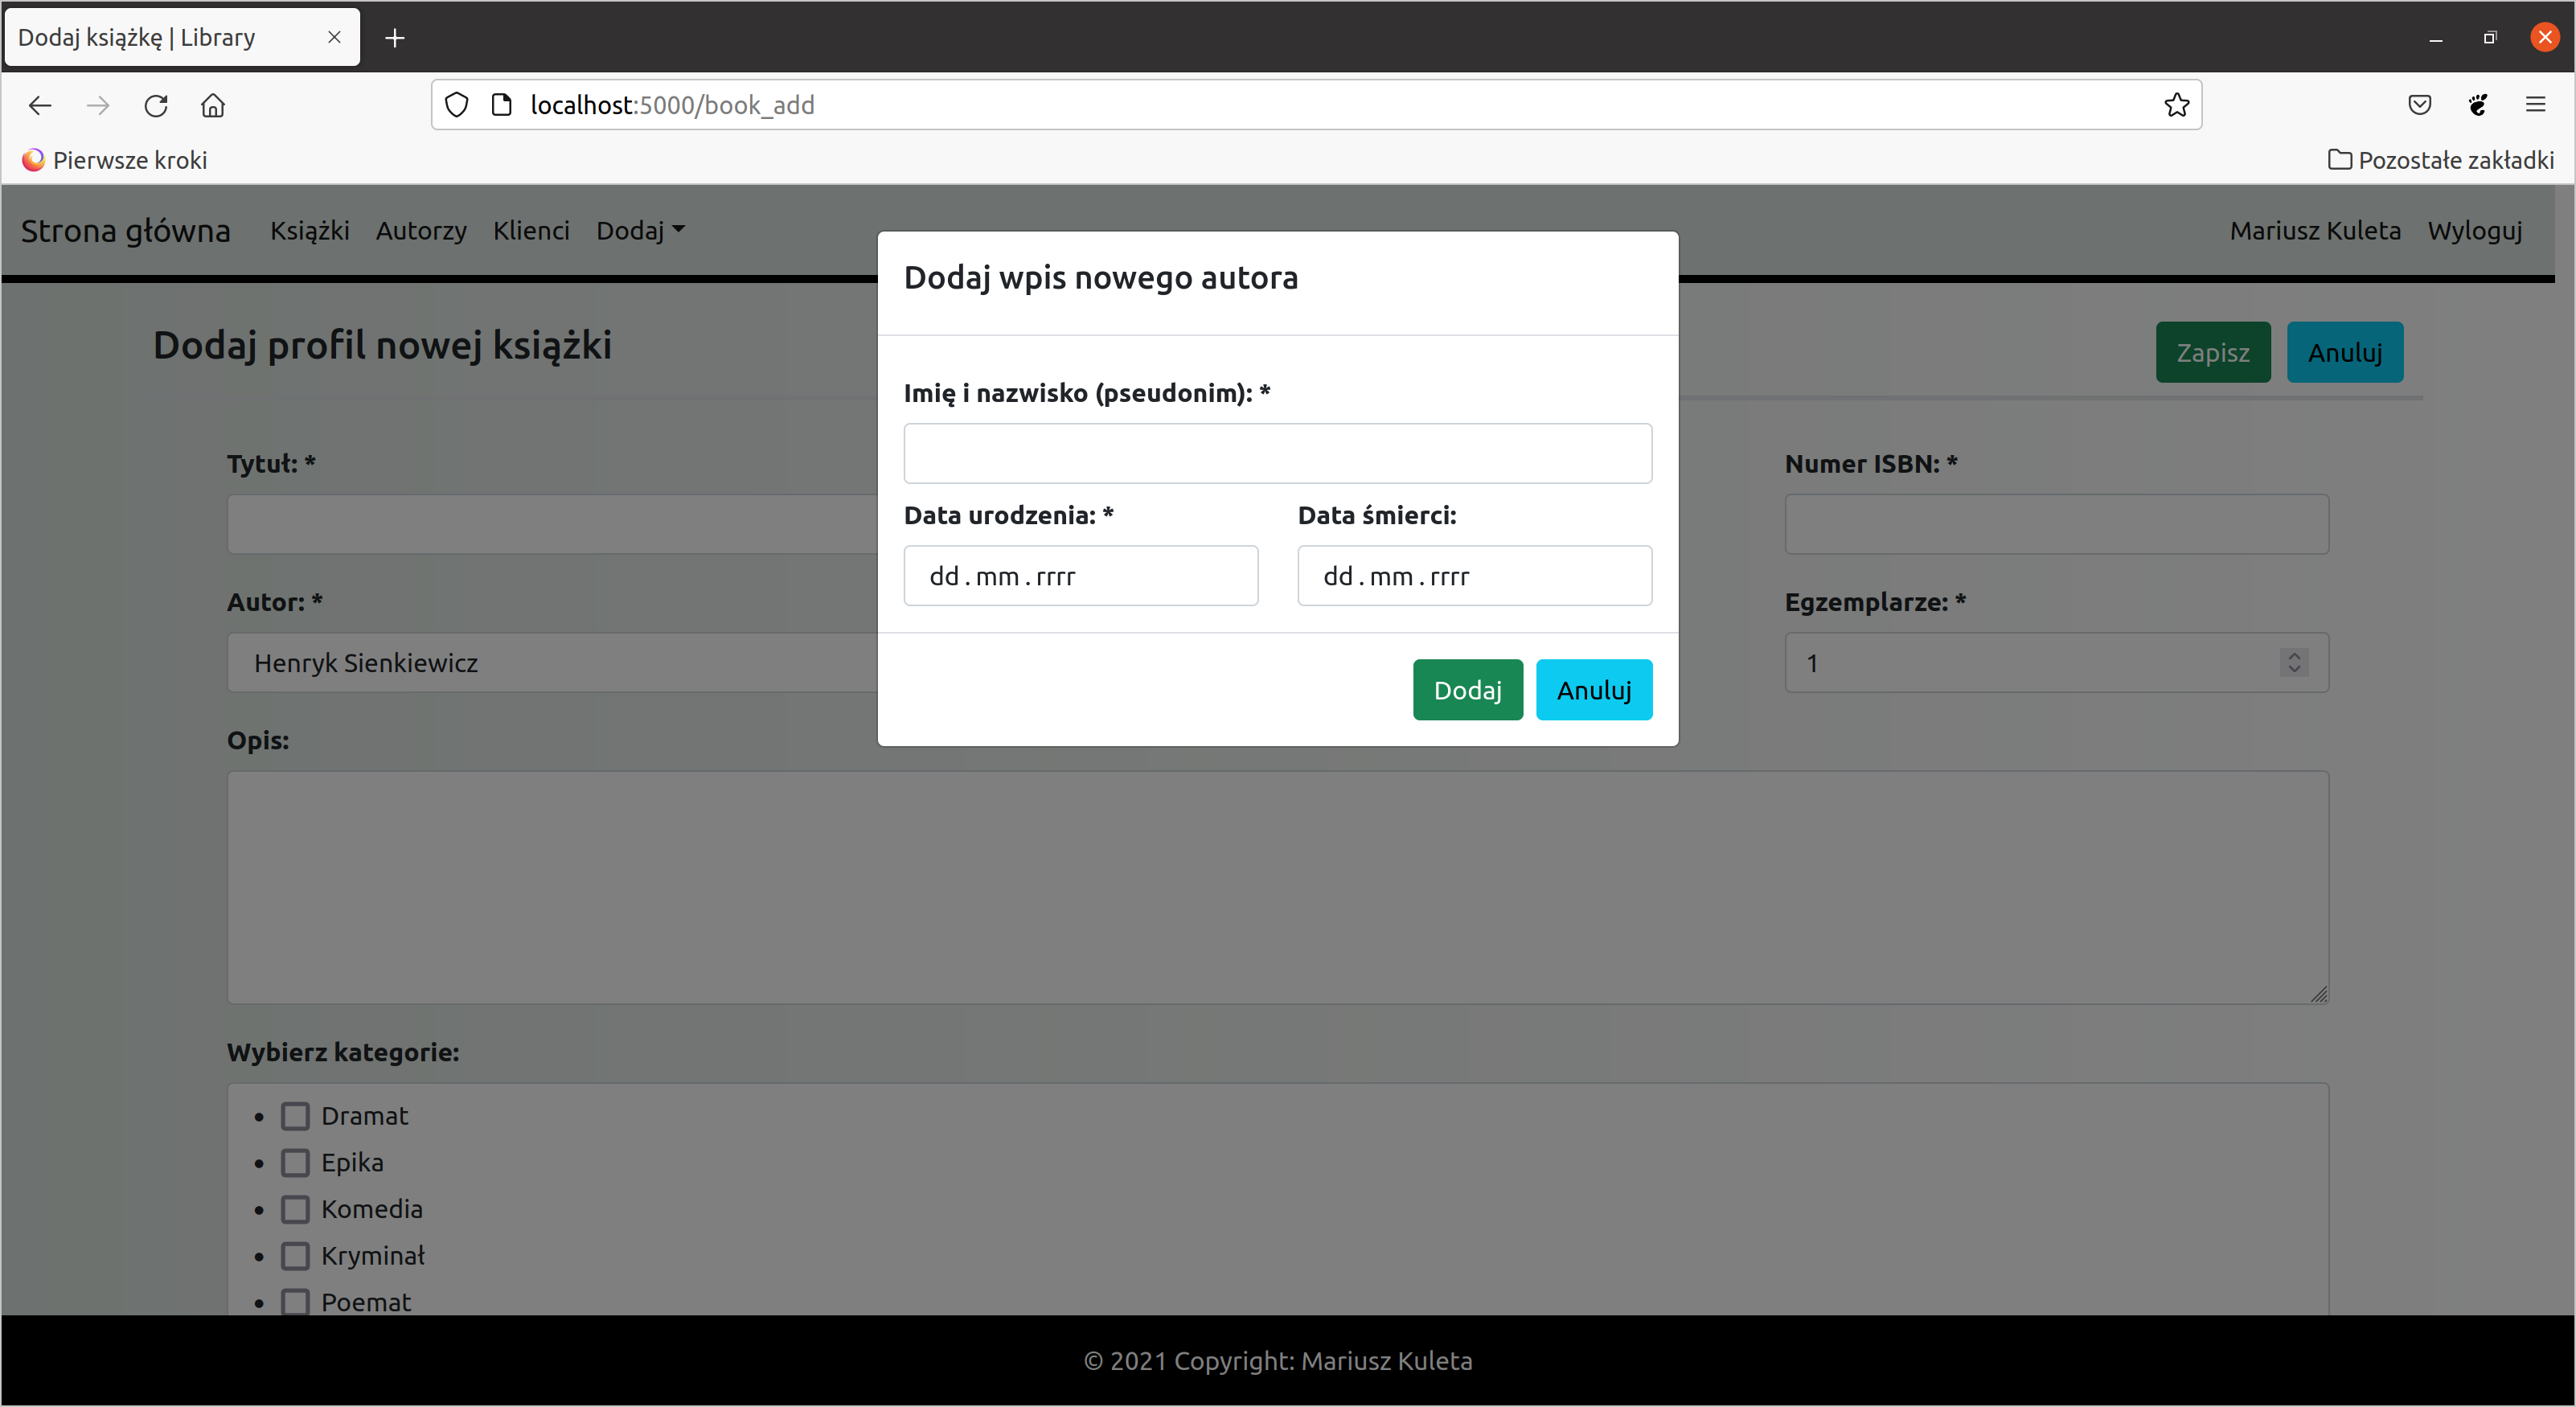 Dodaj książkę | Library
localhost:5000/book_add
Pierwsze kroki
Pozostałe zakładki
Strona główna Książki Autorzy Klienci Dodaj Mariusz Kuleta Wyloguj
Dodaj wpis nowego autora
Dodaj profil nowej książki
Zapisz Anuluj
Imię i nazwisko (pseudonim): *
Tytuł: *
Numer ISBN: *
Data urodzenia: * Data śmierci:
dd . mm . rrrr dd . mm . rrrr
Autor: *
Egzemplarze: *
Henryk Sienkiewicz
1
Dodaj Anuluj
Opis:
Wybierz kategorie:
Dramat
Epika
Komedia
Kryminał
Poemat
© 2021 Copyright: Mariusz Kuleta